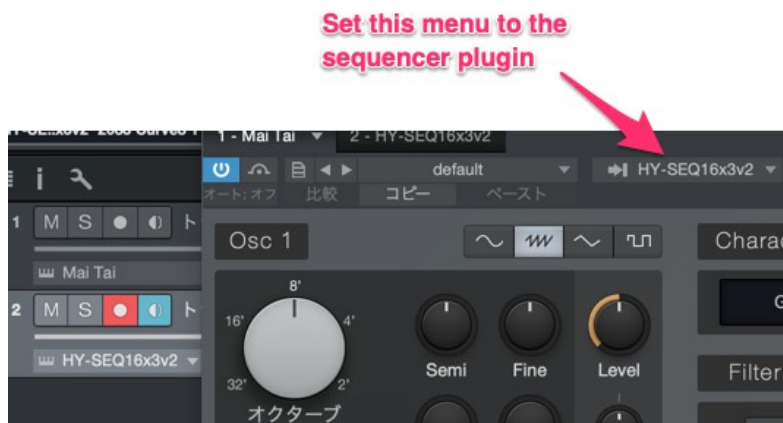 Set this menu to the
sequencer plugin
1 - Mai Tai
2 - HY-SEQ16x3v2
default
HY-SEQ16x3v2
オート: オフ
比較
コピー
ペースト
1
M
S
ト
Mai Tai
2
M
S
ト
HY-SEQ16x3v2
Osc 1
8'
16'
4'
32'
2'
オクターブ
Semi
Fine
Level
Filter